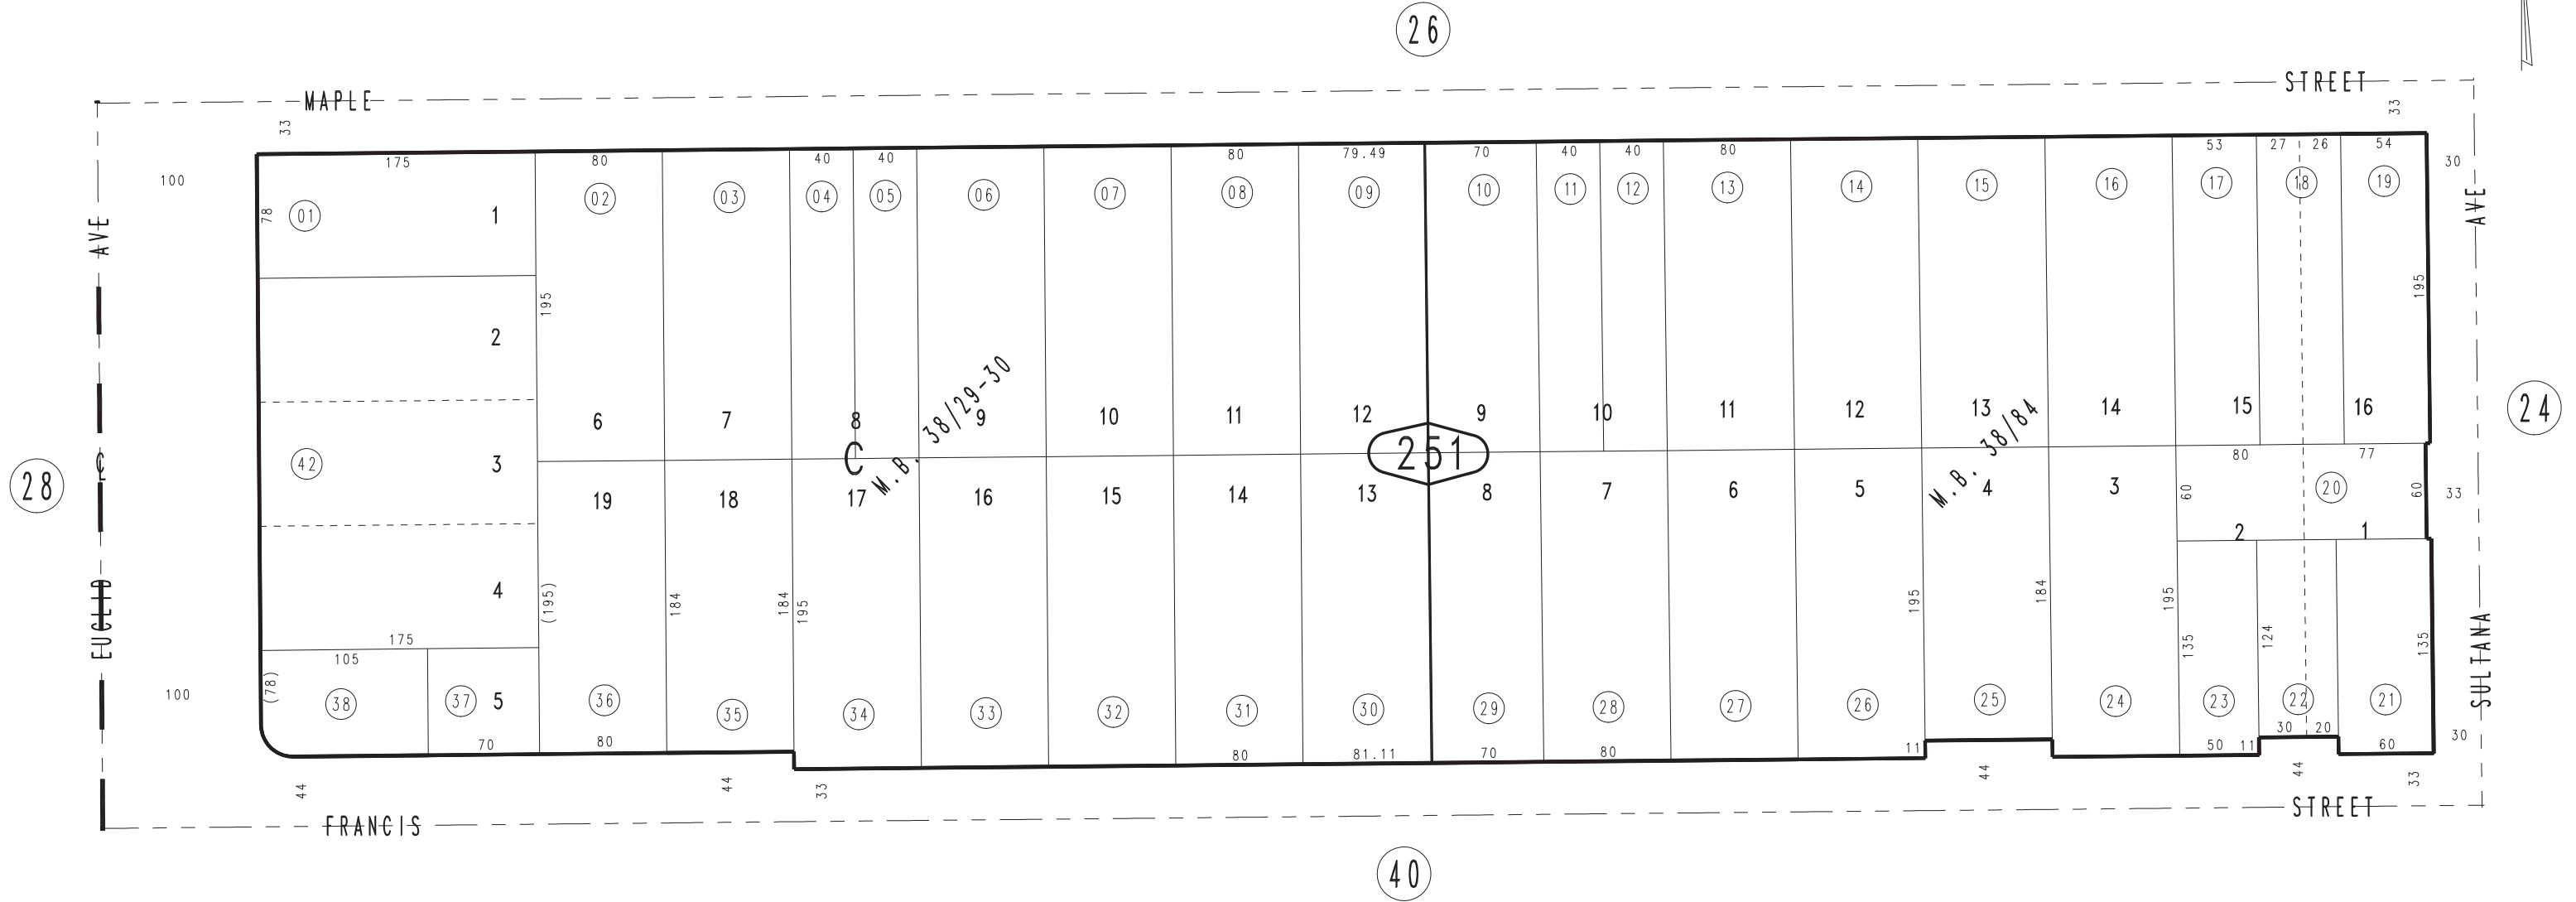 26
MAPLE STREET
33 33
175 80 40 40 80 79.49 70 40 40 80 53 27 26 54
100 30
01 02 03 04 05 06 07 08 09 10 11 12 13 14 15 16 17 18 19
78 1
AVE AVE
195 195
2
M.B. 38/29-30
M.B. 38/84
6 7 8 9 10 11 12 9 10 11 12 13 14 15 16
24
C 251
80 77
28 ℄ 42 3
19 18 17 16 15 14 13 8 7 6 5 4 3 60 20 60 33
2 1
4 (195) 184 184 195 195 184 195 135 124 135
EUCLID SULTANA
175
105
(78)
100
38 37 5 36 35 34 33 32 31 30 29 28 27 26 25 24 23 22 21
30 20
30
70 80 80 81.11 70 80 11 50 11 60
44 44 33 44 44 33
FRANCIS STREET
40